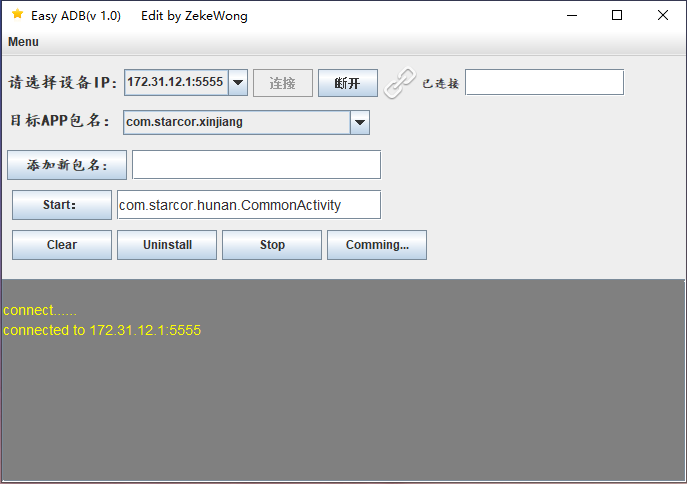 Easy ADB(v 1.0) Edit by ZekeWong
Menu
请选择设备IP: 172.31.12.1:5555 连接 断开 已连接
目标APP包名: com.starcor.xinjiang
添加新包名:
Start: com.starcor.hunan.CommonActivity
Clear Uninstall Stop Comming...
connect......
connected to 172.31.12.1:5555